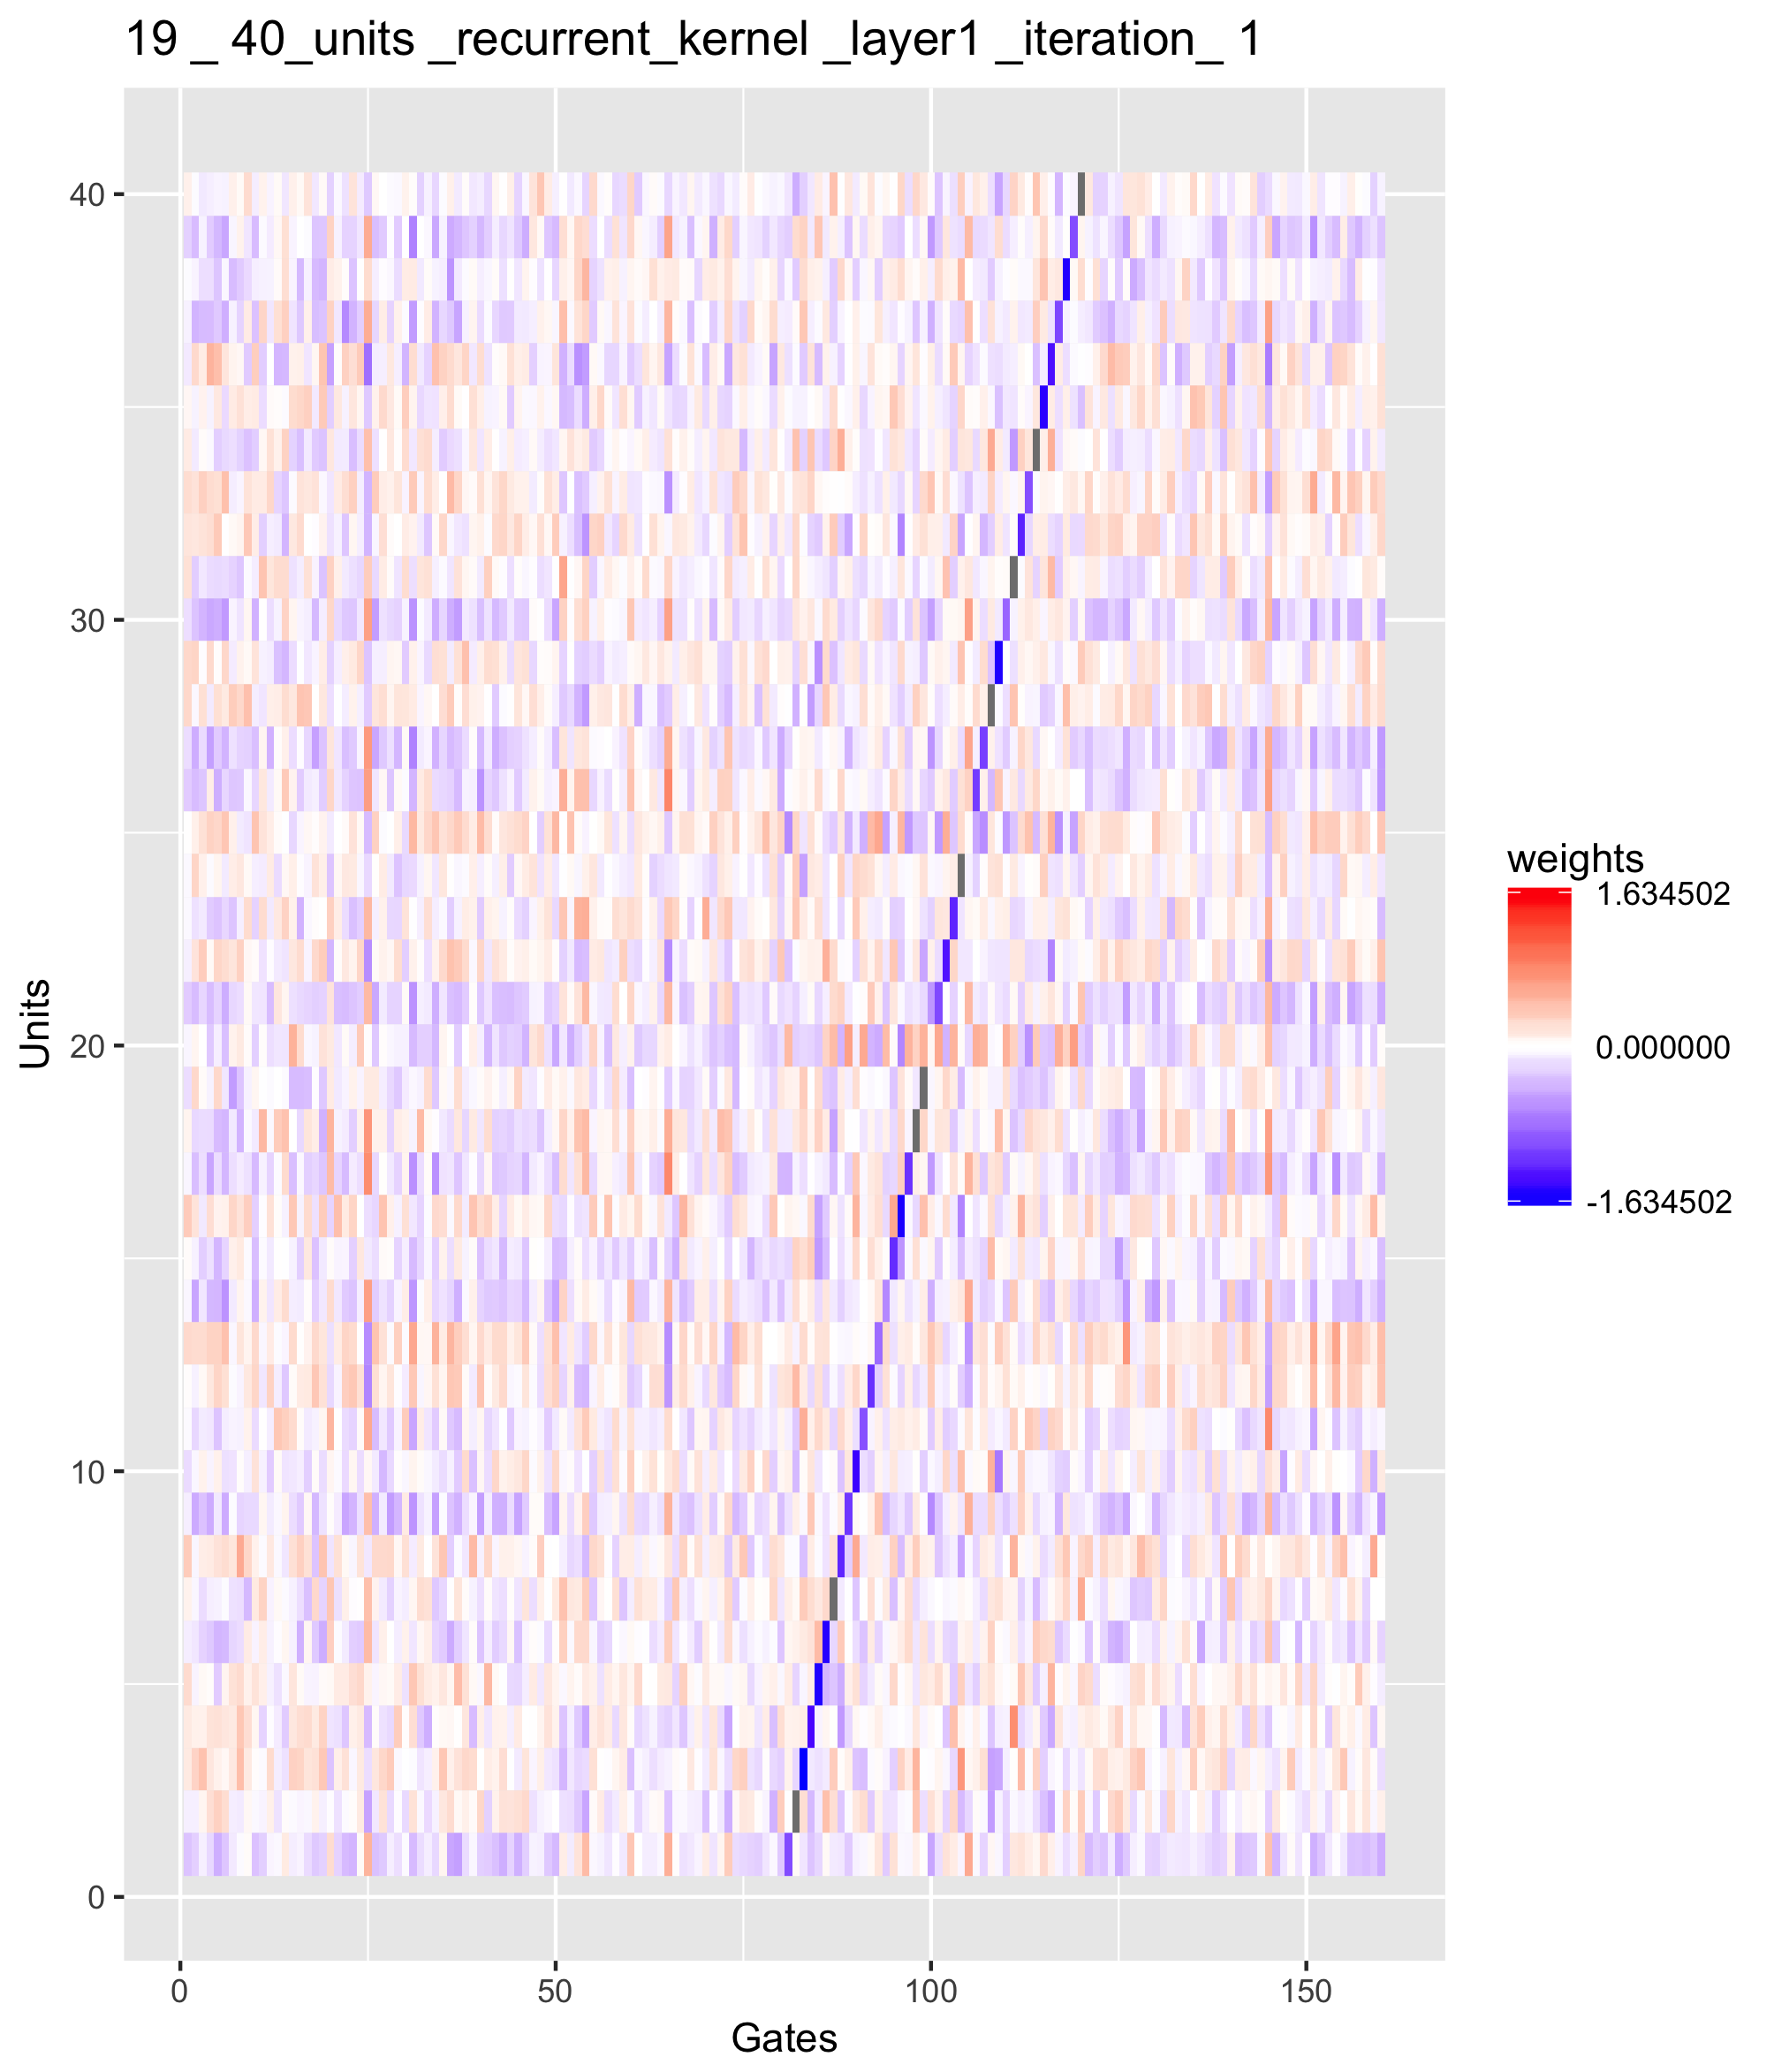 19 _ 40_units _recurrent_kernel _layer1 _iteration_ 1
40
30
20
10
0
Units
0 50 100 150
Gates
weights
1.634502
0.000000
-1.634502